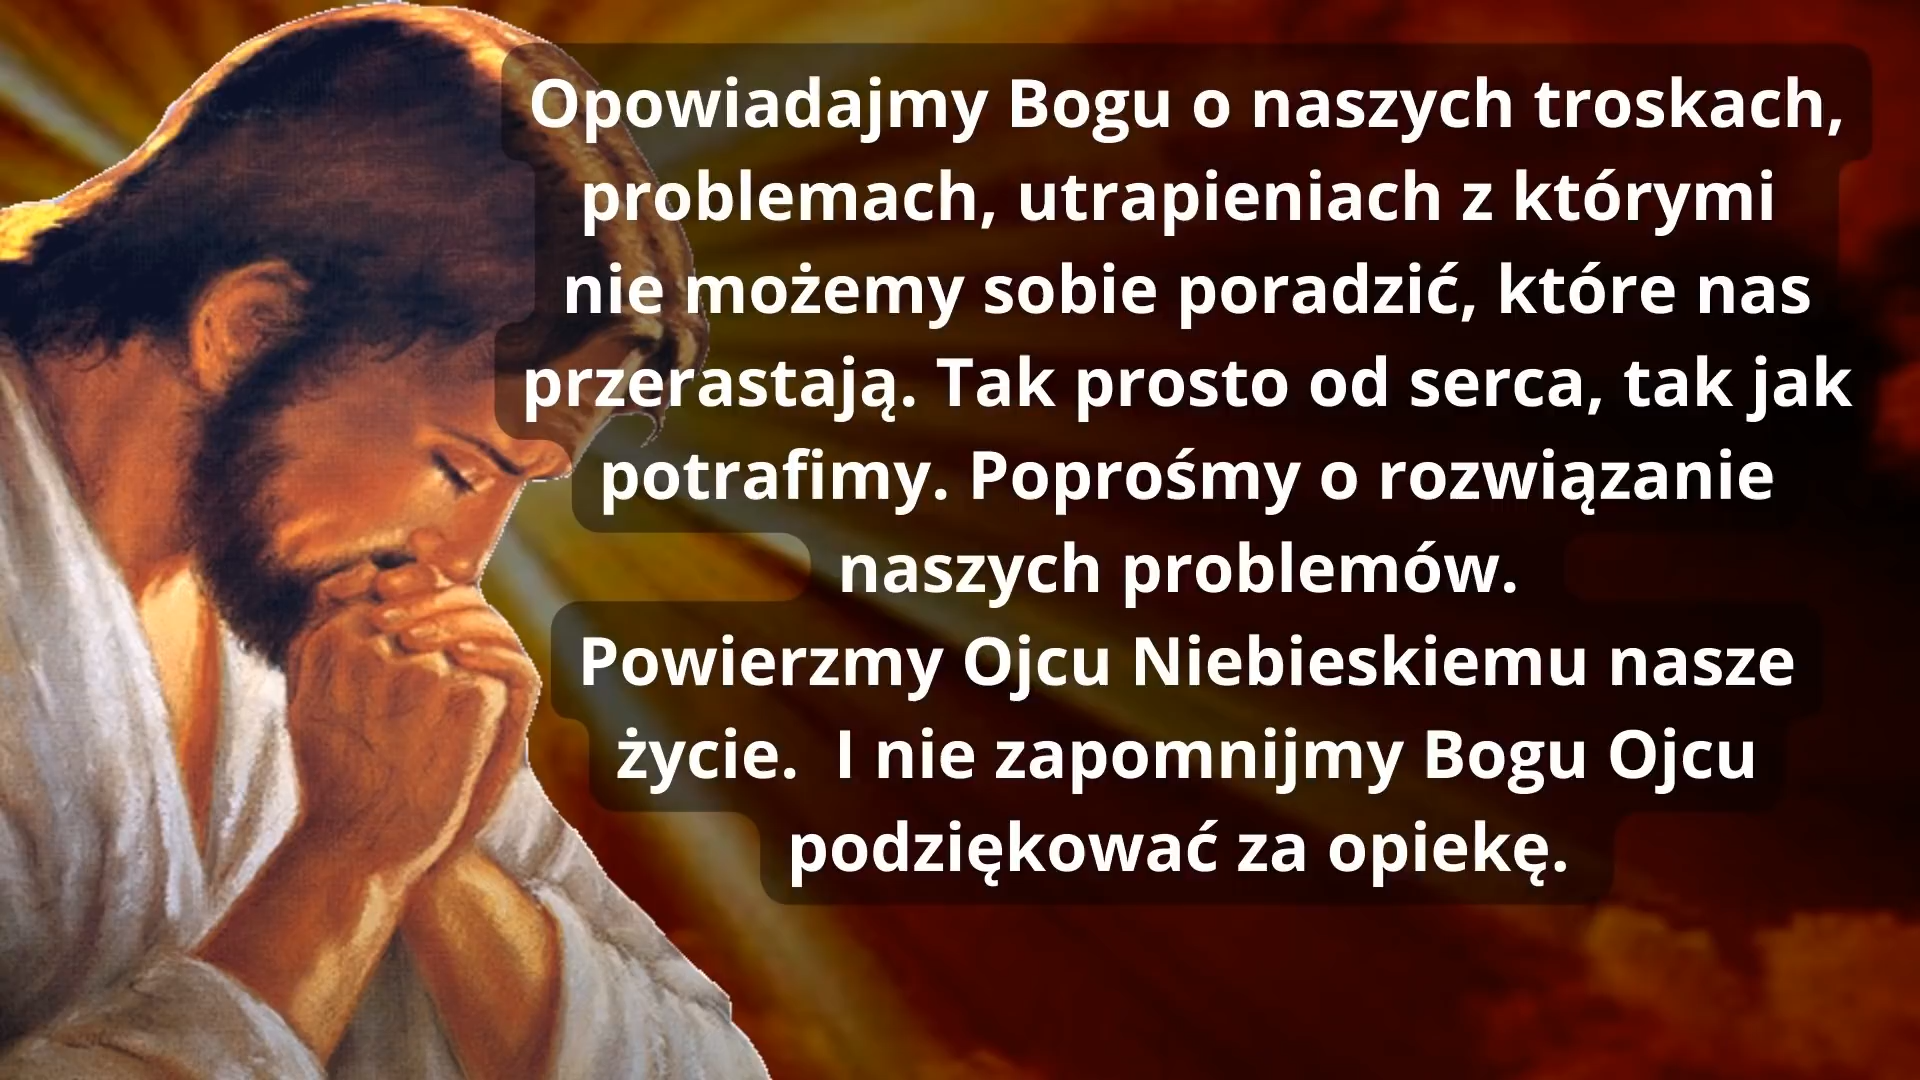 Opowiadajmy Bogu o naszych troskach,
problemach, utrapieniach z którymi
nie możemy sobie poradzić, które nas
przerastają. Tak prosto od serca, tak jak
potrafimy. Poprośmy o rozwiązanie
naszych problemów.
Powierzmy Ojcu Niebieskiemu nasze
życie.  I nie zapomnijmy Bogu Ojcu
podziękować za opiekę.